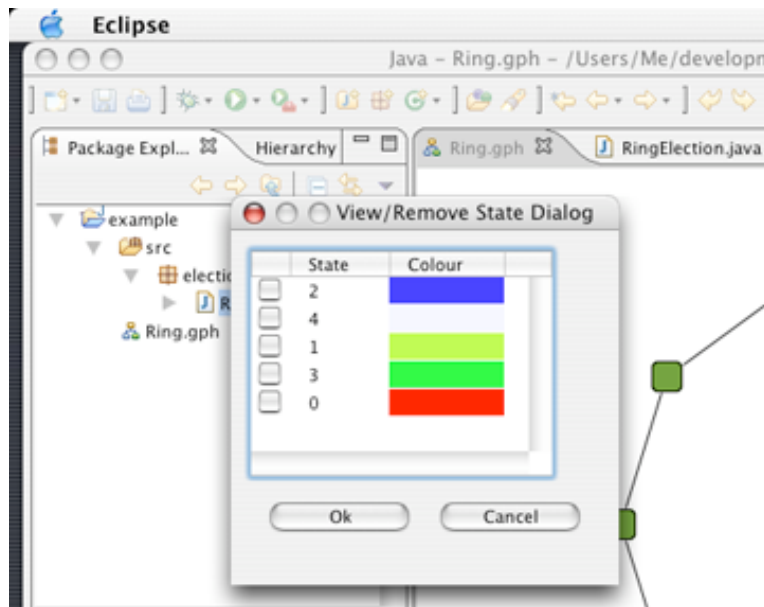 Eclipse
Java – Ring.gph – /Users/Me/developm
Package Expl... Hierarchy
Ring.gph RingElection.java
View/Remove State Dialog
example
src
electio
R
Ring.gph
State Colour
2
4
1
3
0
Ok Cancel